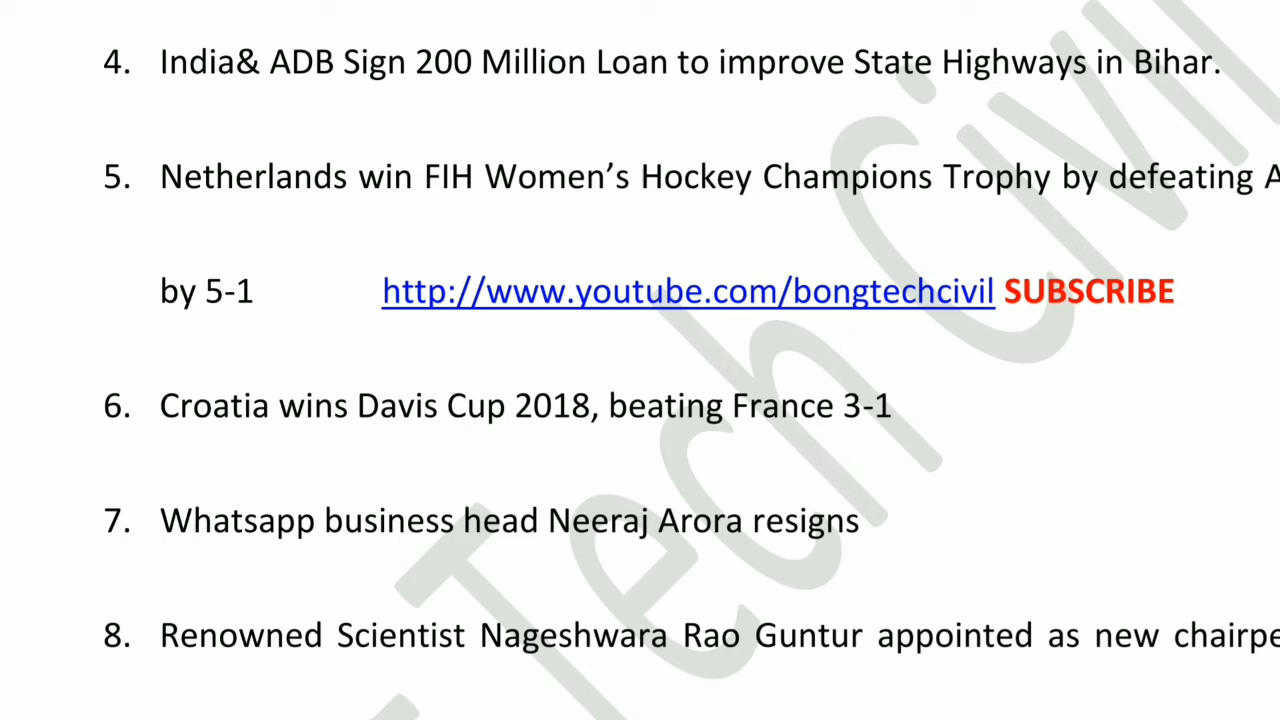 4. India& ADB Sign 200 Million Loan to improve State Highways in Bihar.
5. Netherlands win FIH Women’s Hockey Champions Trophy by defeating
by 5-1 http://www.youtube.com/bongtechcivil SUBSCRIBE
6. Croatia wins Davis Cup 2018, beating France 3-1
7. Whatsapp business head Neeraj Arora resigns
8. Renowned Scientist Nageshwara Rao Guntur appointed as new
Tech Civil